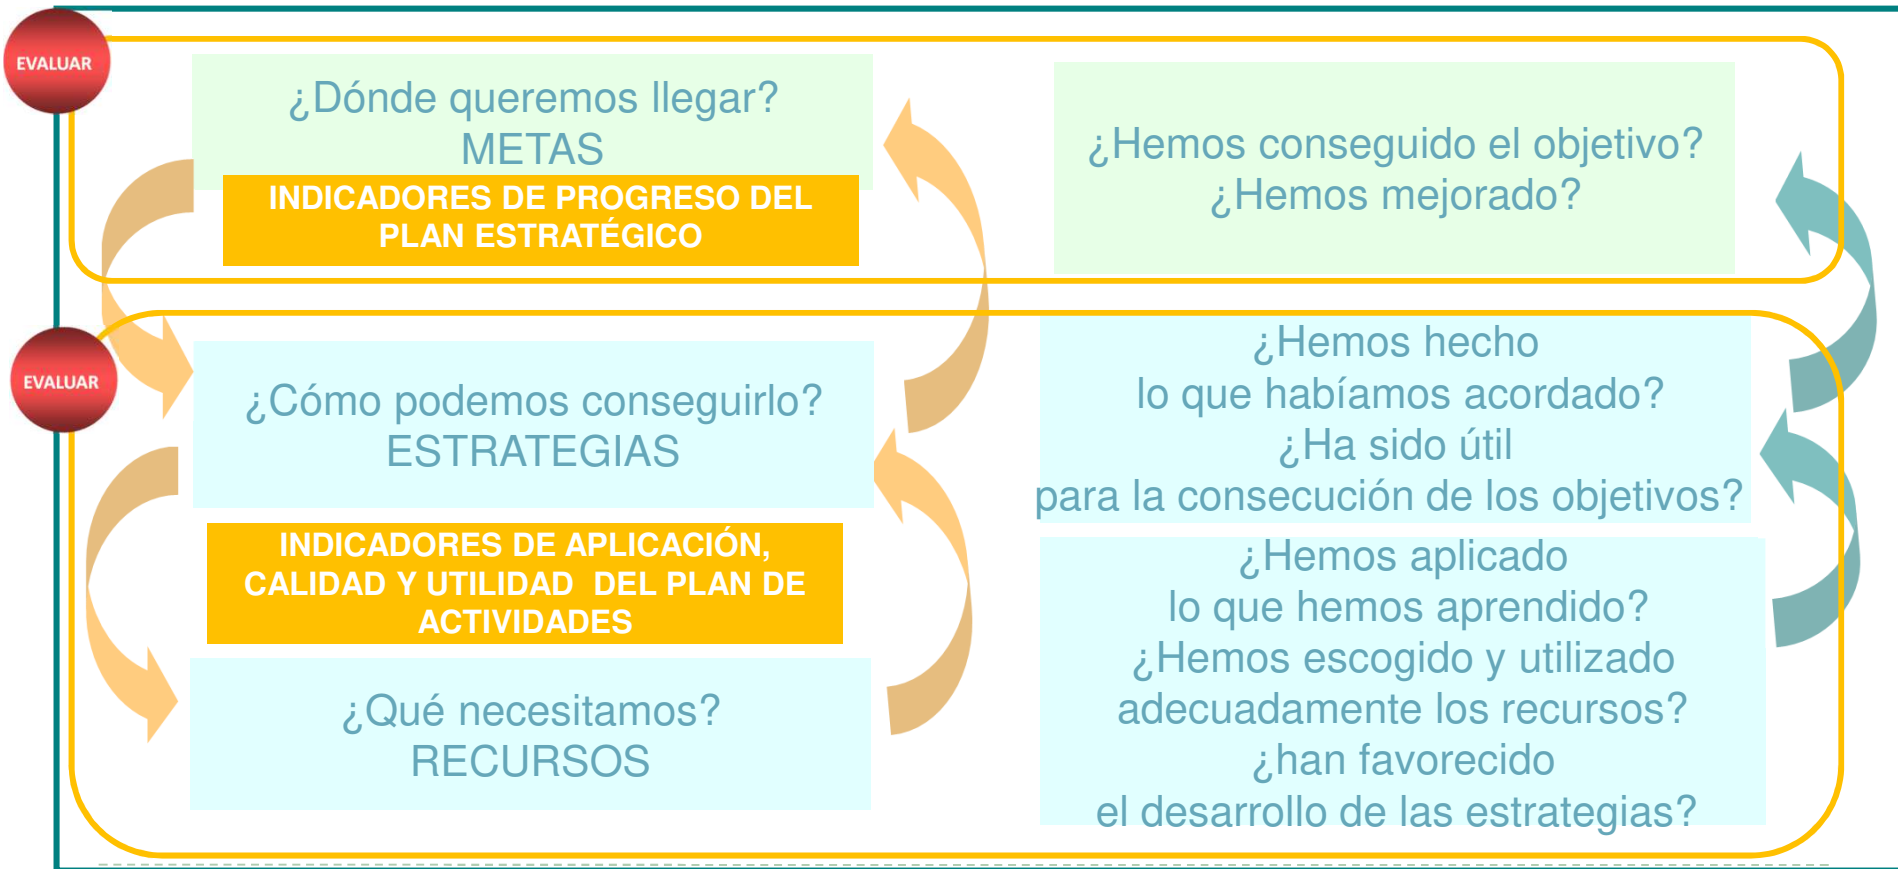 EVALUAR
¿Dónde queremos llegar?
METAS
INDICADORES DE PROGRESO DEL
PLAN ESTRATÉGICO
¿Hemos conseguido el objetivo?
¿Hemos mejorado?
EVALUAR
¿Cómo podemos conseguirlo?
ESTRATEGIAS
INDICADORES DE APLICACIÓN,
CALIDAD Y UTILIDAD DEL PLAN DE
ACTIVIDADES
¿Qué necesitamos?
RECURSOS
¿Hemos hecho
lo que habíamos acordado?
¿Ha sido útil
para la consecución de los objetivos?
¿Hemos aplicado
lo que hemos aprendido?
¿Hemos escogido y utilizado
adecuadamente los recursos?
¿han favorecido
el desarrollo de las estrategias?